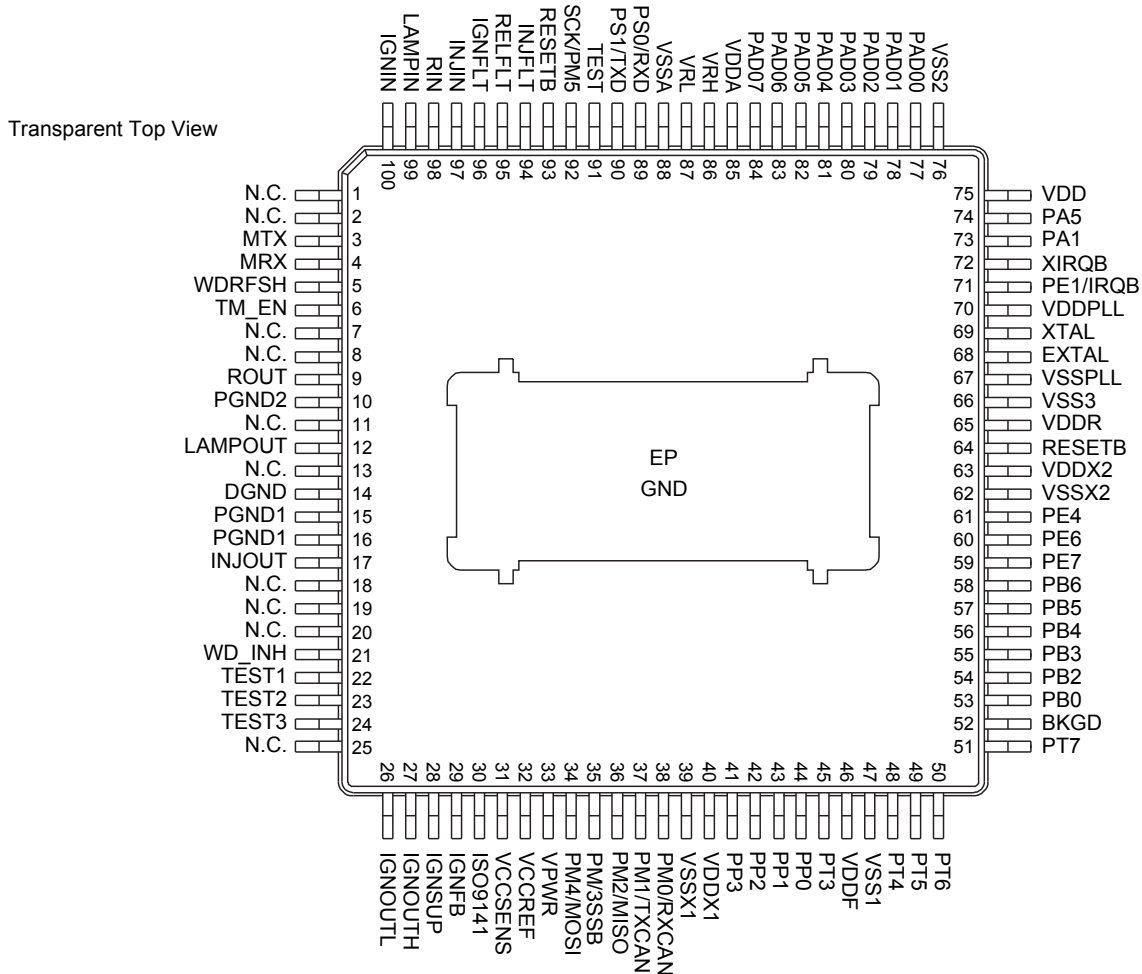 Transparent Top View
IGNIN
LAMPIN
RIN
INJIN
IGNFLT
RELFLT
INJFLT
RESETB
SCK/PM5
TEST
PS1/TXD
PS0/RXD
VSSA
VRL
VRH
VDDA
PAD07
PAD06
PAD05
PAD04
PAD03
PAD02
PAD01
PAD00
VSS2
100
99
98
97
96
95
94
93
92
91
90
89
88
87
86
85
84
83
82
81
80
79
78
77
76
N.C. 1
N.C. 2
MTX 3
MRX 4
WDRFSH 5
TM_EN 6
N.C. 7
N.C. 8
ROUT 9
PGND2 10
N.C. 11
LAMPOUT 12
N.C. 13
DGND 14
PGND1 15
PGND1 16
INJOUT 17
N.C. 18
N.C. 19
N.C. 20
WD_INH 21
TEST1 22
TEST2 23
TEST3 24
N.C. 25
EP
GND
75 VDD
74 PA5
73 PA1
72 XIRQB
71 PE1/IRQB
70 VDDPLL
69 XTAL
68 EXTAL
67 VSSPLL
66 VSS3
65 VDDR
64 RESETB
63 VDDX2
62 VSSX2
61 PE4
60 PE6
59 PE7
58 PB6
57 PB5
56 PB4
55 PB3
54 PB2
53 PB0
52 BKGD
51 PT7
26
27
28
29
30
31
32
33
34
35
36
37
38
39
40
41
42
43
44
45
46
47
48
49
50
IGNOUTL
IGNOUTH
IGNSUP
IGNFB
ISO9141
VCCSENS
VCCREF
VPWR
PM4/MOSI
PM/3SSB
PM2/MISO
PM1/TXCAN
PM0/RXCAN
VSSX1
VDDX1
PP3
PP2
PP1
PP0
PT3
VDDF
VSS1
PT4
PT5
PT6